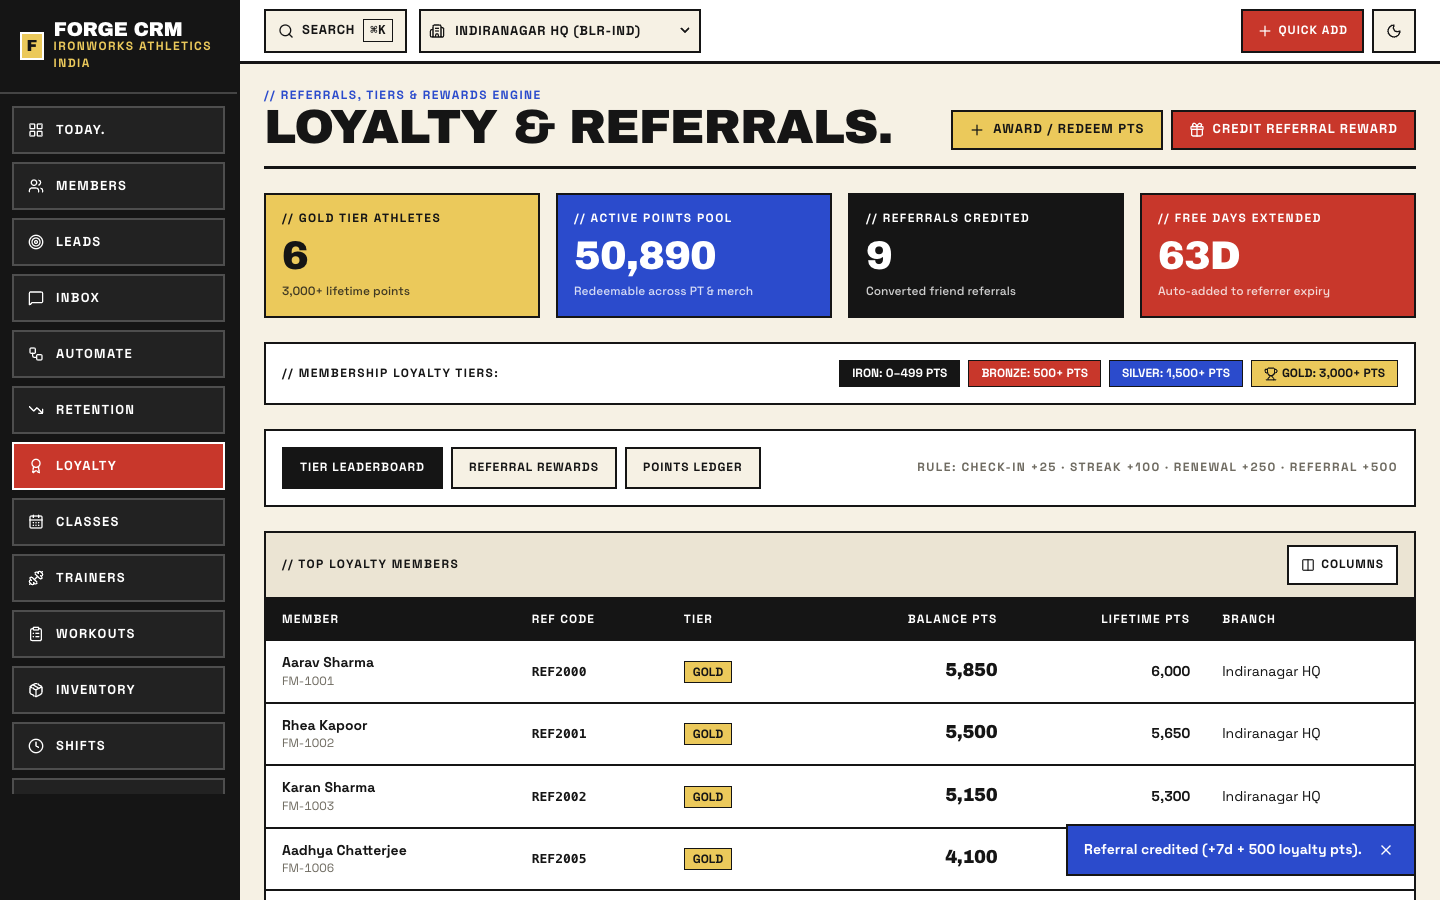 F
FORGE CRM
IRONWORKS ATHLETICS
INDIA
TODAY.
MEMBERS
LEADS
INBOX
AUTOMATE
RETENTION
LOYALTY
CLASSES
TRAINERS
WORKOUTS
INVENTORY
SHIFTS
SEARCH ⌘K
INDIRANAGAR HQ (BLR-IND)
QUICK ADD
// REFERRALS, TIERS & REWARDS ENGINE
LOYALTY & REFERRALS.
AWARD / REDEEM PTS
CREDIT REFERRAL REWARD
// GOLD TIER ATHLETES
6
3,000+ lifetime points
// ACTIVE POINTS POOL
50,890
Redeemable across PT & merch
// REFERRALS CREDITED
9
Converted friend referrals
// FREE DAYS EXTENDED
63D
Auto-added to referrer expiry
// MEMBERSHIP LOYALTY TIERS:
IRON: 0–499 PTS
BRONZE: 500+ PTS
SILVER: 1,500+ PTS
GOLD: 3,000+ PTS
TIER LEADERBOARD
REFERRAL REWARDS
POINTS LEDGER
RULE: CHECK-IN +25 · STREAK +100 · RENEWAL +250 · REFERRAL +500
// TOP LOYALTY MEMBERS
COLUMNS
MEMBER REF CODE TIER BALANCE PTS LIFETIME PTS BRANCH
Aarav Sharma
FM-1001
REF2000 GOLD 5,850 6,000 Indiranagar HQ
Rhea Kapoor
FM-1002
REF2001 GOLD 5,500 5,650 Indiranagar HQ
Karan Sharma
FM-1003
REF2002 GOLD 5,150 5,300 Indiranagar HQ
Aadhya Chatterjee
FM-1006
REF2005 GOLD 4,100
Referral credited (+7d + 500 loyalty pts).